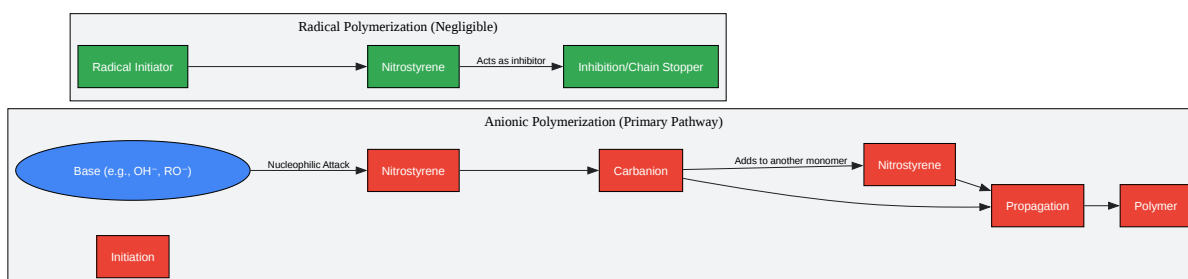 Radical Polymerization (Negligible)
Radical Initiator
Nitrostyrene
Acts as inhibitor
Inhibition/Chain Stopper
Anionic Polymerization (Primary Pathway)
Base (e.g., OH⁻, RO⁻)
Nucleophilic Attack
Nitrostyrene
Carbanion
Adds to another monomer
Nitrostyrene
Propagation
Polymer
Initiation